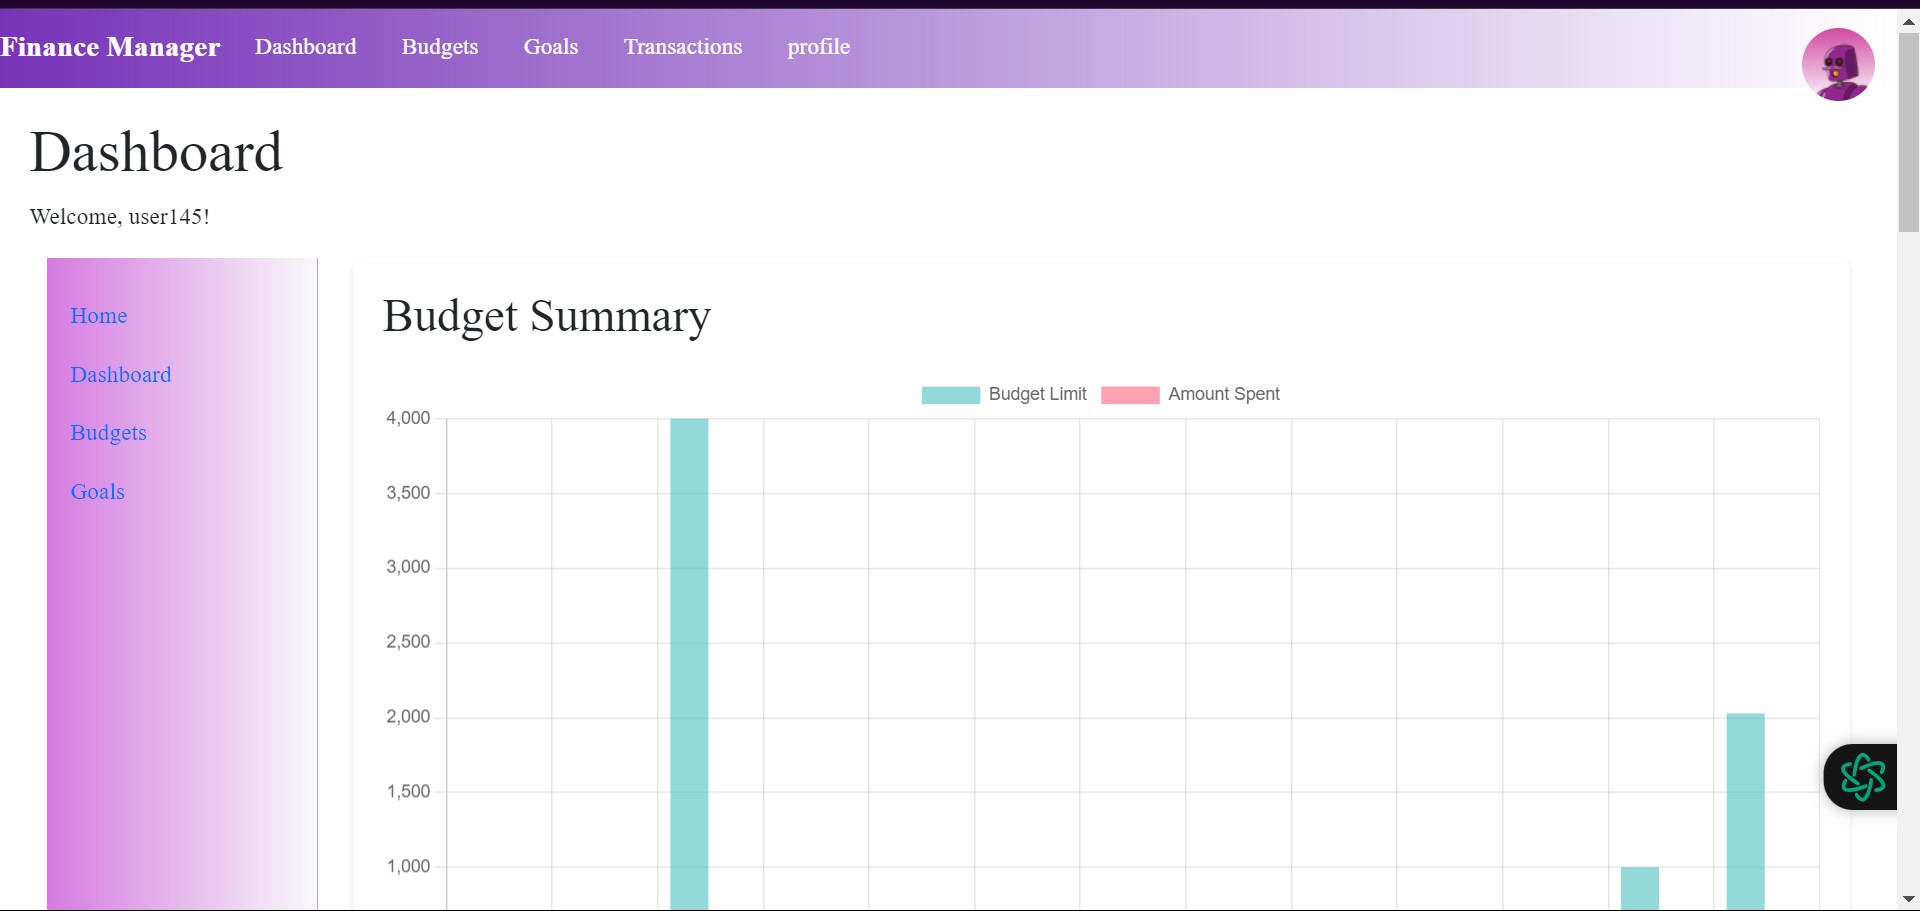 Finance Manager Dashboard Budgets Goals Transactions profile
Dashboard
Welcome, user145!
Home
Dashboard
Budgets
Goals
Budget Summary
Budget Limit Amount Spent
4,000
3,500
3,000
2,500
2,000
1,500
1,000